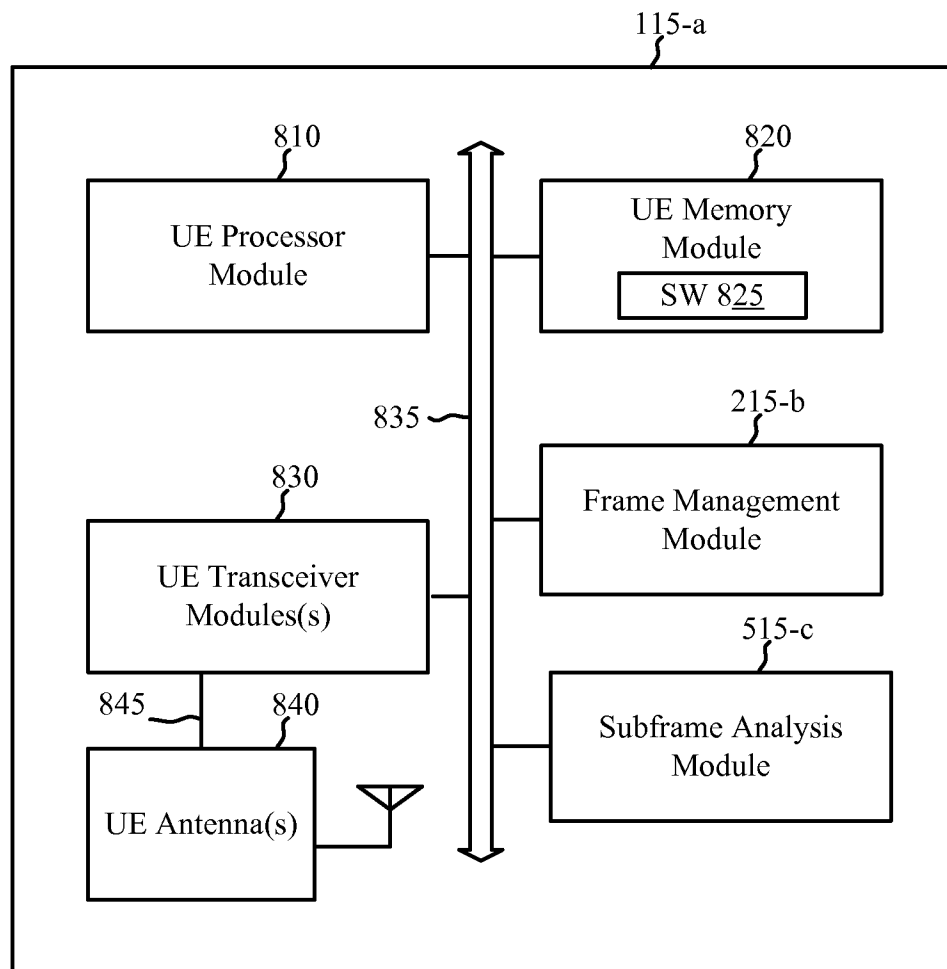 115-a
810
UE Processor
Module
820
UE Memory
Module
SW 825
835
215-b
Frame Management
Module
830
UE Transceiver
Modules(s)
515-c
Subframe Analysis
Module
845
840
UE Antenna(s)